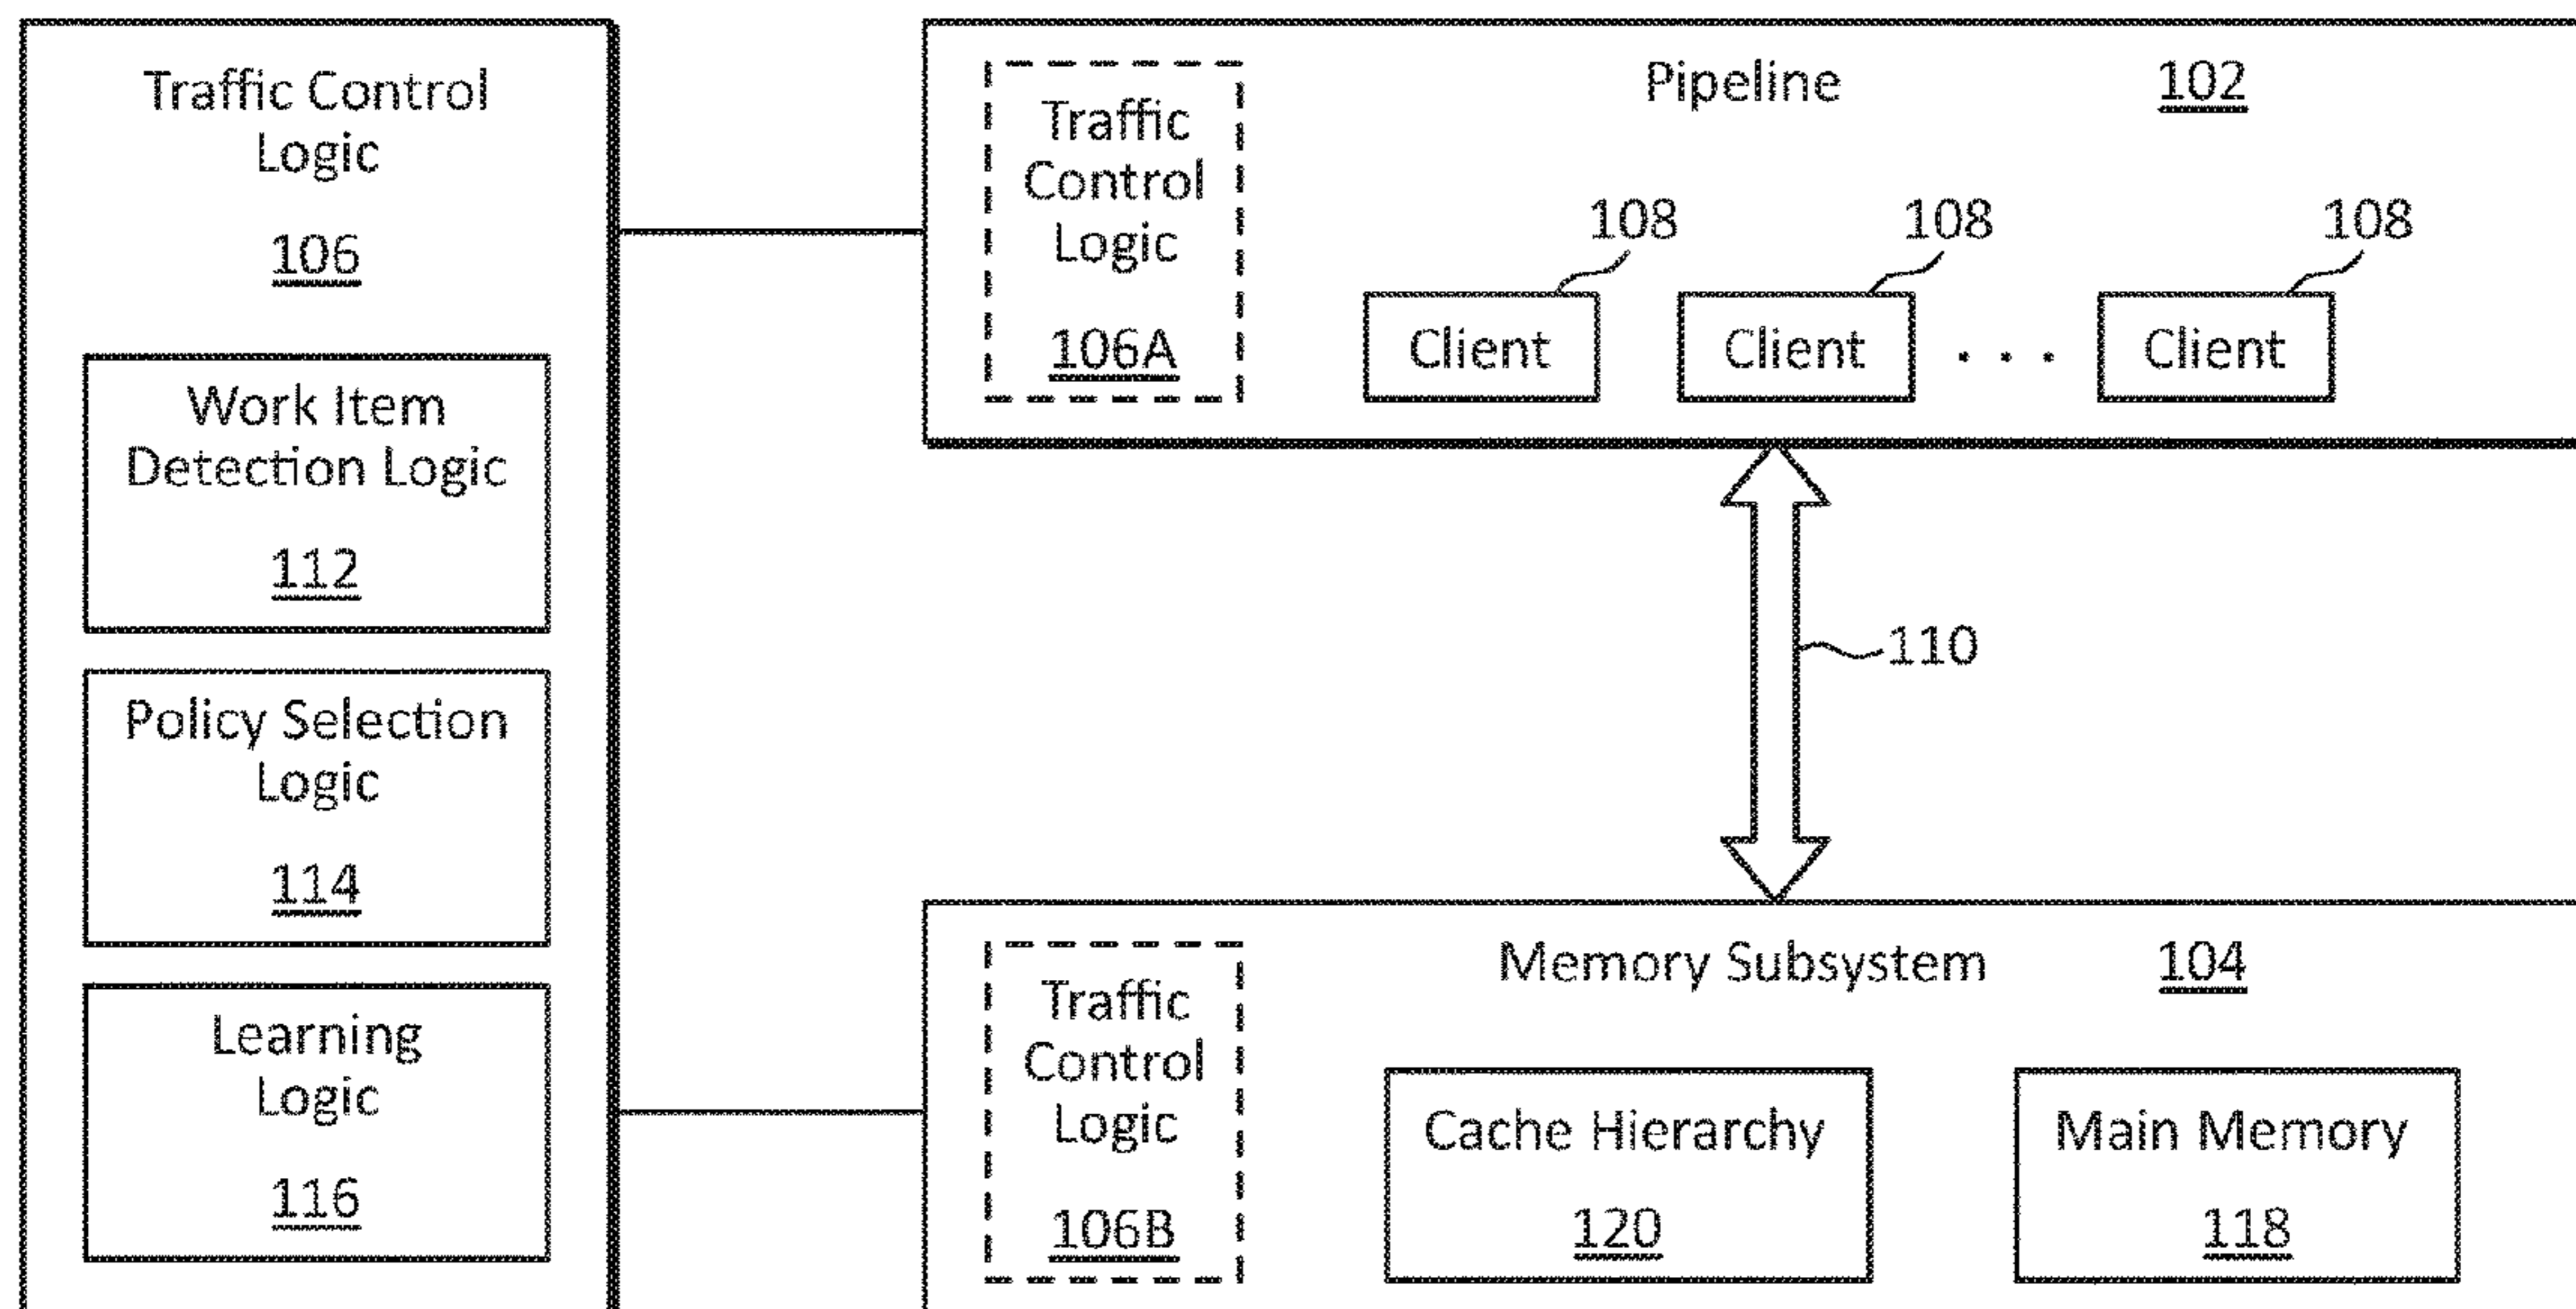 Traffic Control
Logic
106
Work Item
Detection Logic
112
Policy Selection
Logic
114
Learning
Logic
116
Pipeline 102
Traffic
Control
Logic
106A
108 108 108
Client Client . . . Client
110
Memory Subsystem 104
Traffic
Control
Logic
106B
Cache Hierarchy
120
Main Memory
118